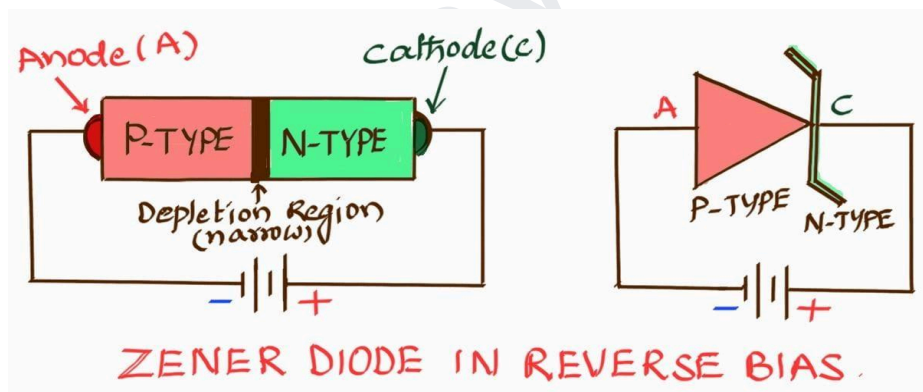 Anode(A)
Cathode(C)
P-TYPE
N-TYPE
Depletion Region
(narrow)
-
+
A
C
P-TYPE
N-TYPE
-
+
ZENER DIODE IN REVERSE BIAS.